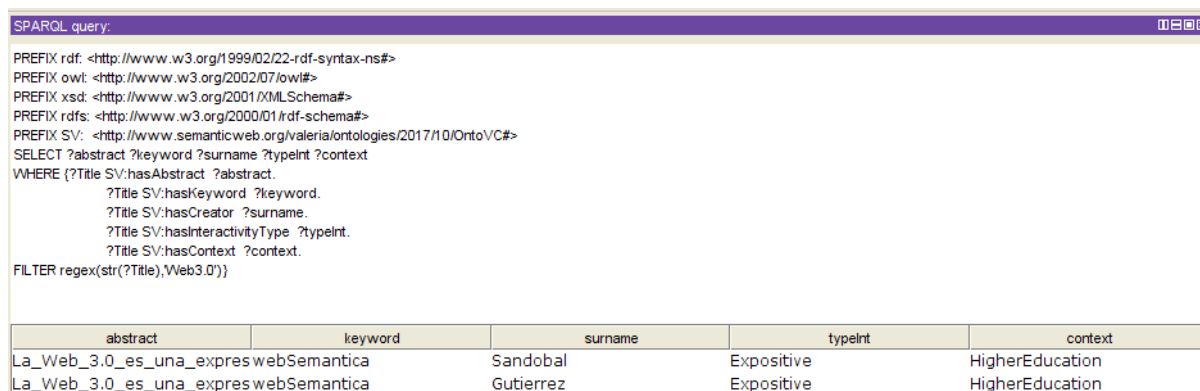 SPARQL query:
PREFIX rdf: <http://www.w3.org/1999/02/22-rdf-syntax-ns#>
PREFIX owl: <http://www.w3.org/2002/07/owl#>
PREFIX xsd: <http://www.w3.org/2001/XMLSchema#>
PREFIX rdfs: <http://www.w3.org/2000/01/rdf-schema#>
PREFIX SV: <http://www.semanticweb.org/valeria/ontologies/2017/10/OntoVC#>
SELECT ?abstract ?keyword ?surname ?typeInt ?context
WHERE {?Title SV:hasAbstract ?abstract.
?Title SV:hasKeyword ?keyword.
?Title SV:hasCreator ?surname.
?Title SV:hasInteractivityType ?typeInt.
?Title SV:hasContext ?context.
FILTER regex(str(?Title),'Web3.0')}
abstract keyword surname typeInt context
La_Web_3.0_es_una_expres webSemantica Sandobal Expositive HigherEducation
La_Web_3.0_es_una_expres webSemantica Gutierrez Expositive HigherEducation